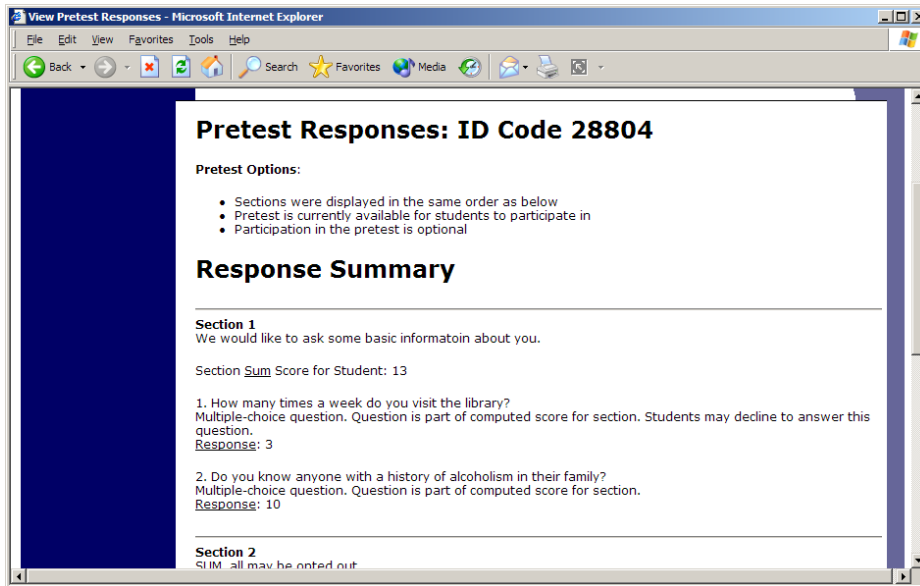 View Pretest Responses - Microsoft Internet Explorer
File Edit View Favorites Tools Help
Back Search Favorites Media
Pretest Responses: ID Code 28804
Pretest Options:
• Sections were displayed in the same order as below
• Pretest is currently available for students to participate in
• Participation in the pretest is optional
Response Summary
Section 1
We would like to ask some basic informatoin about you.
Section Sum Score for Student: 13
1. How many times a week do you visit the library?
Multiple-choice question. Question is part of computed score for section. Students may decline to answer this
question.
Response: 3
2. Do you know anyone with a history of alcoholism in their family?
Multiple-choice question. Question is part of computed score for section.
Response: 10
Section 2
SUM, all may be opted out